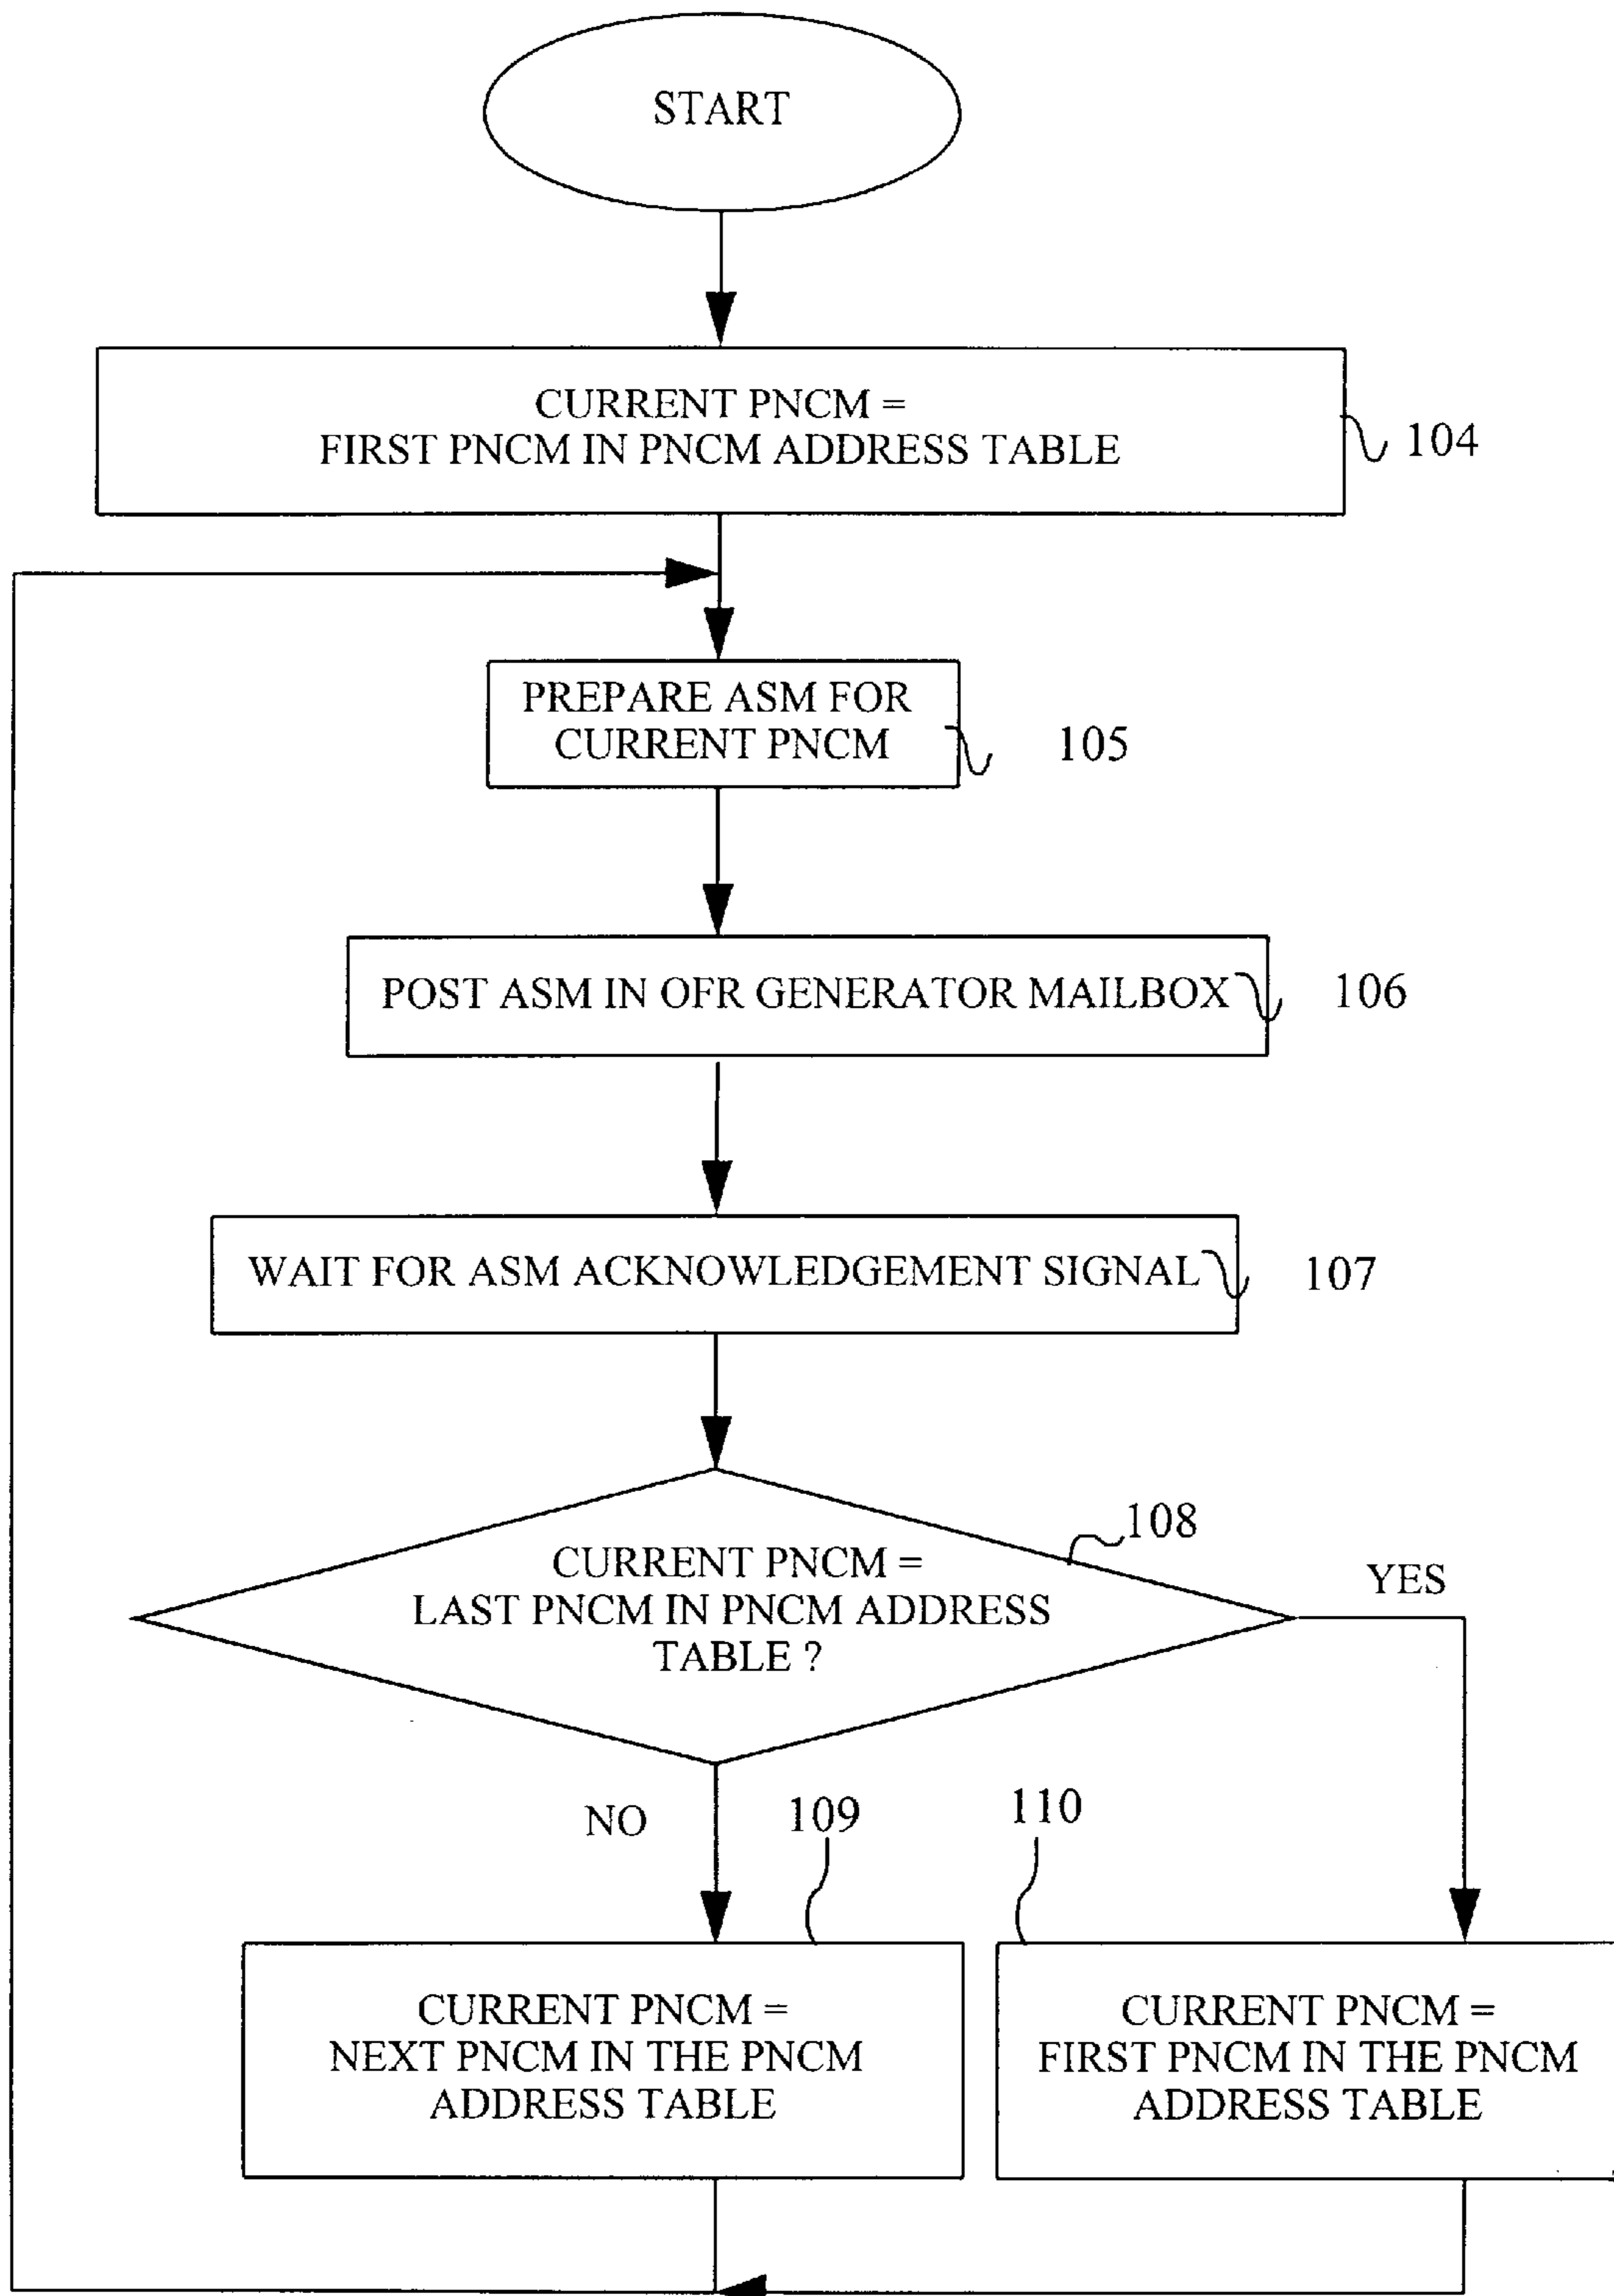 START
CURRENT PNCM =
FIRST PNCM IN PNCM ADDRESS TABLE
104
PREPARE ASM FOR
CURRENT PNCM
105
POST ASM IN OFR GENERATOR MAILBOX
106
WAIT FOR ASM ACKNOWLEDGEMENT SIGNAL
107
108
CURRENT PNCM =
LAST PNCM IN PNCM ADDRESS
TABLE ?
YES
NO
109
110
CURRENT PNCM =
NEXT PNCM IN THE PNCM
ADDRESS TABLE
CURRENT PNCM =
FIRST PNCM IN THE PNCM
ADDRESS TABLE